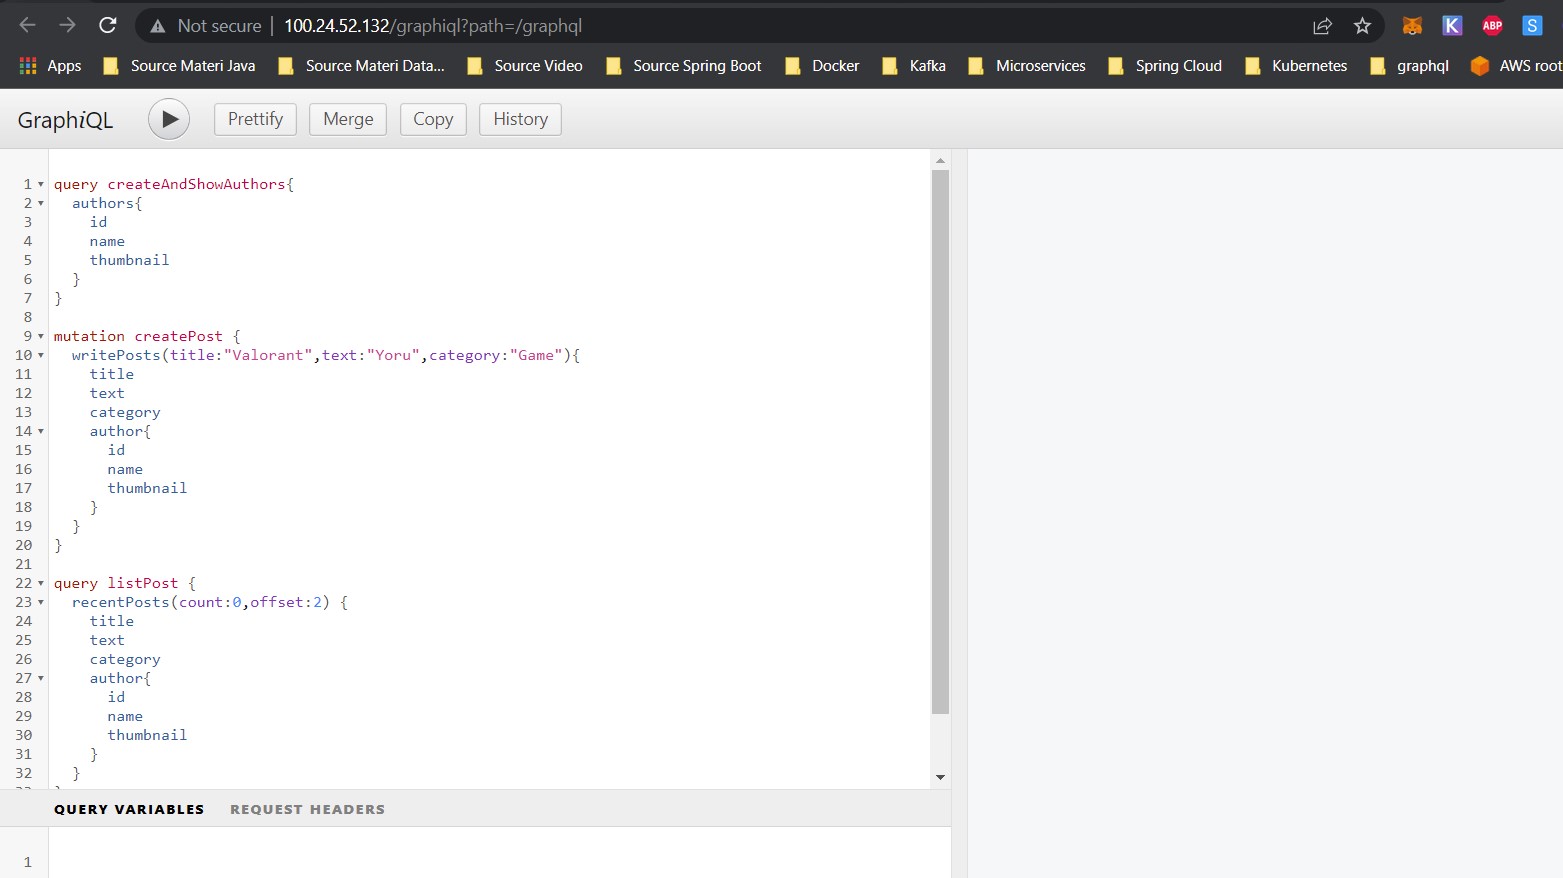 Not secure | 100.24.52.132/graphiql?path=/graphql
K ABP S
Apps Source Materi Java Source Materi Data... Source Video Source Spring Boot Docker Kafka Microservices Spring Cloud Kubernetes graphql AWS root
GraphiQL Prettify Merge Copy History
1 query createAndShowAuthors{
2 authors{
3 id
4 name
5 thumbnail
6 }
7 }
8
9 mutation createPost {
10 writePosts(title:"Valorant",text:"Yoru",category:"Game"){
11 title
12 text
13 category
14 author{
15 id
16 name
17 thumbnail
18 }
19 }
20 }
21
22 query listPost {
23 recentPosts(count:0,offset:2) {
24 title
25 text
26 category
27 author{
28 id
29 name
30 thumbnail
31 }
32 }
QUERY VARIABLES REQUEST HEADERS
1